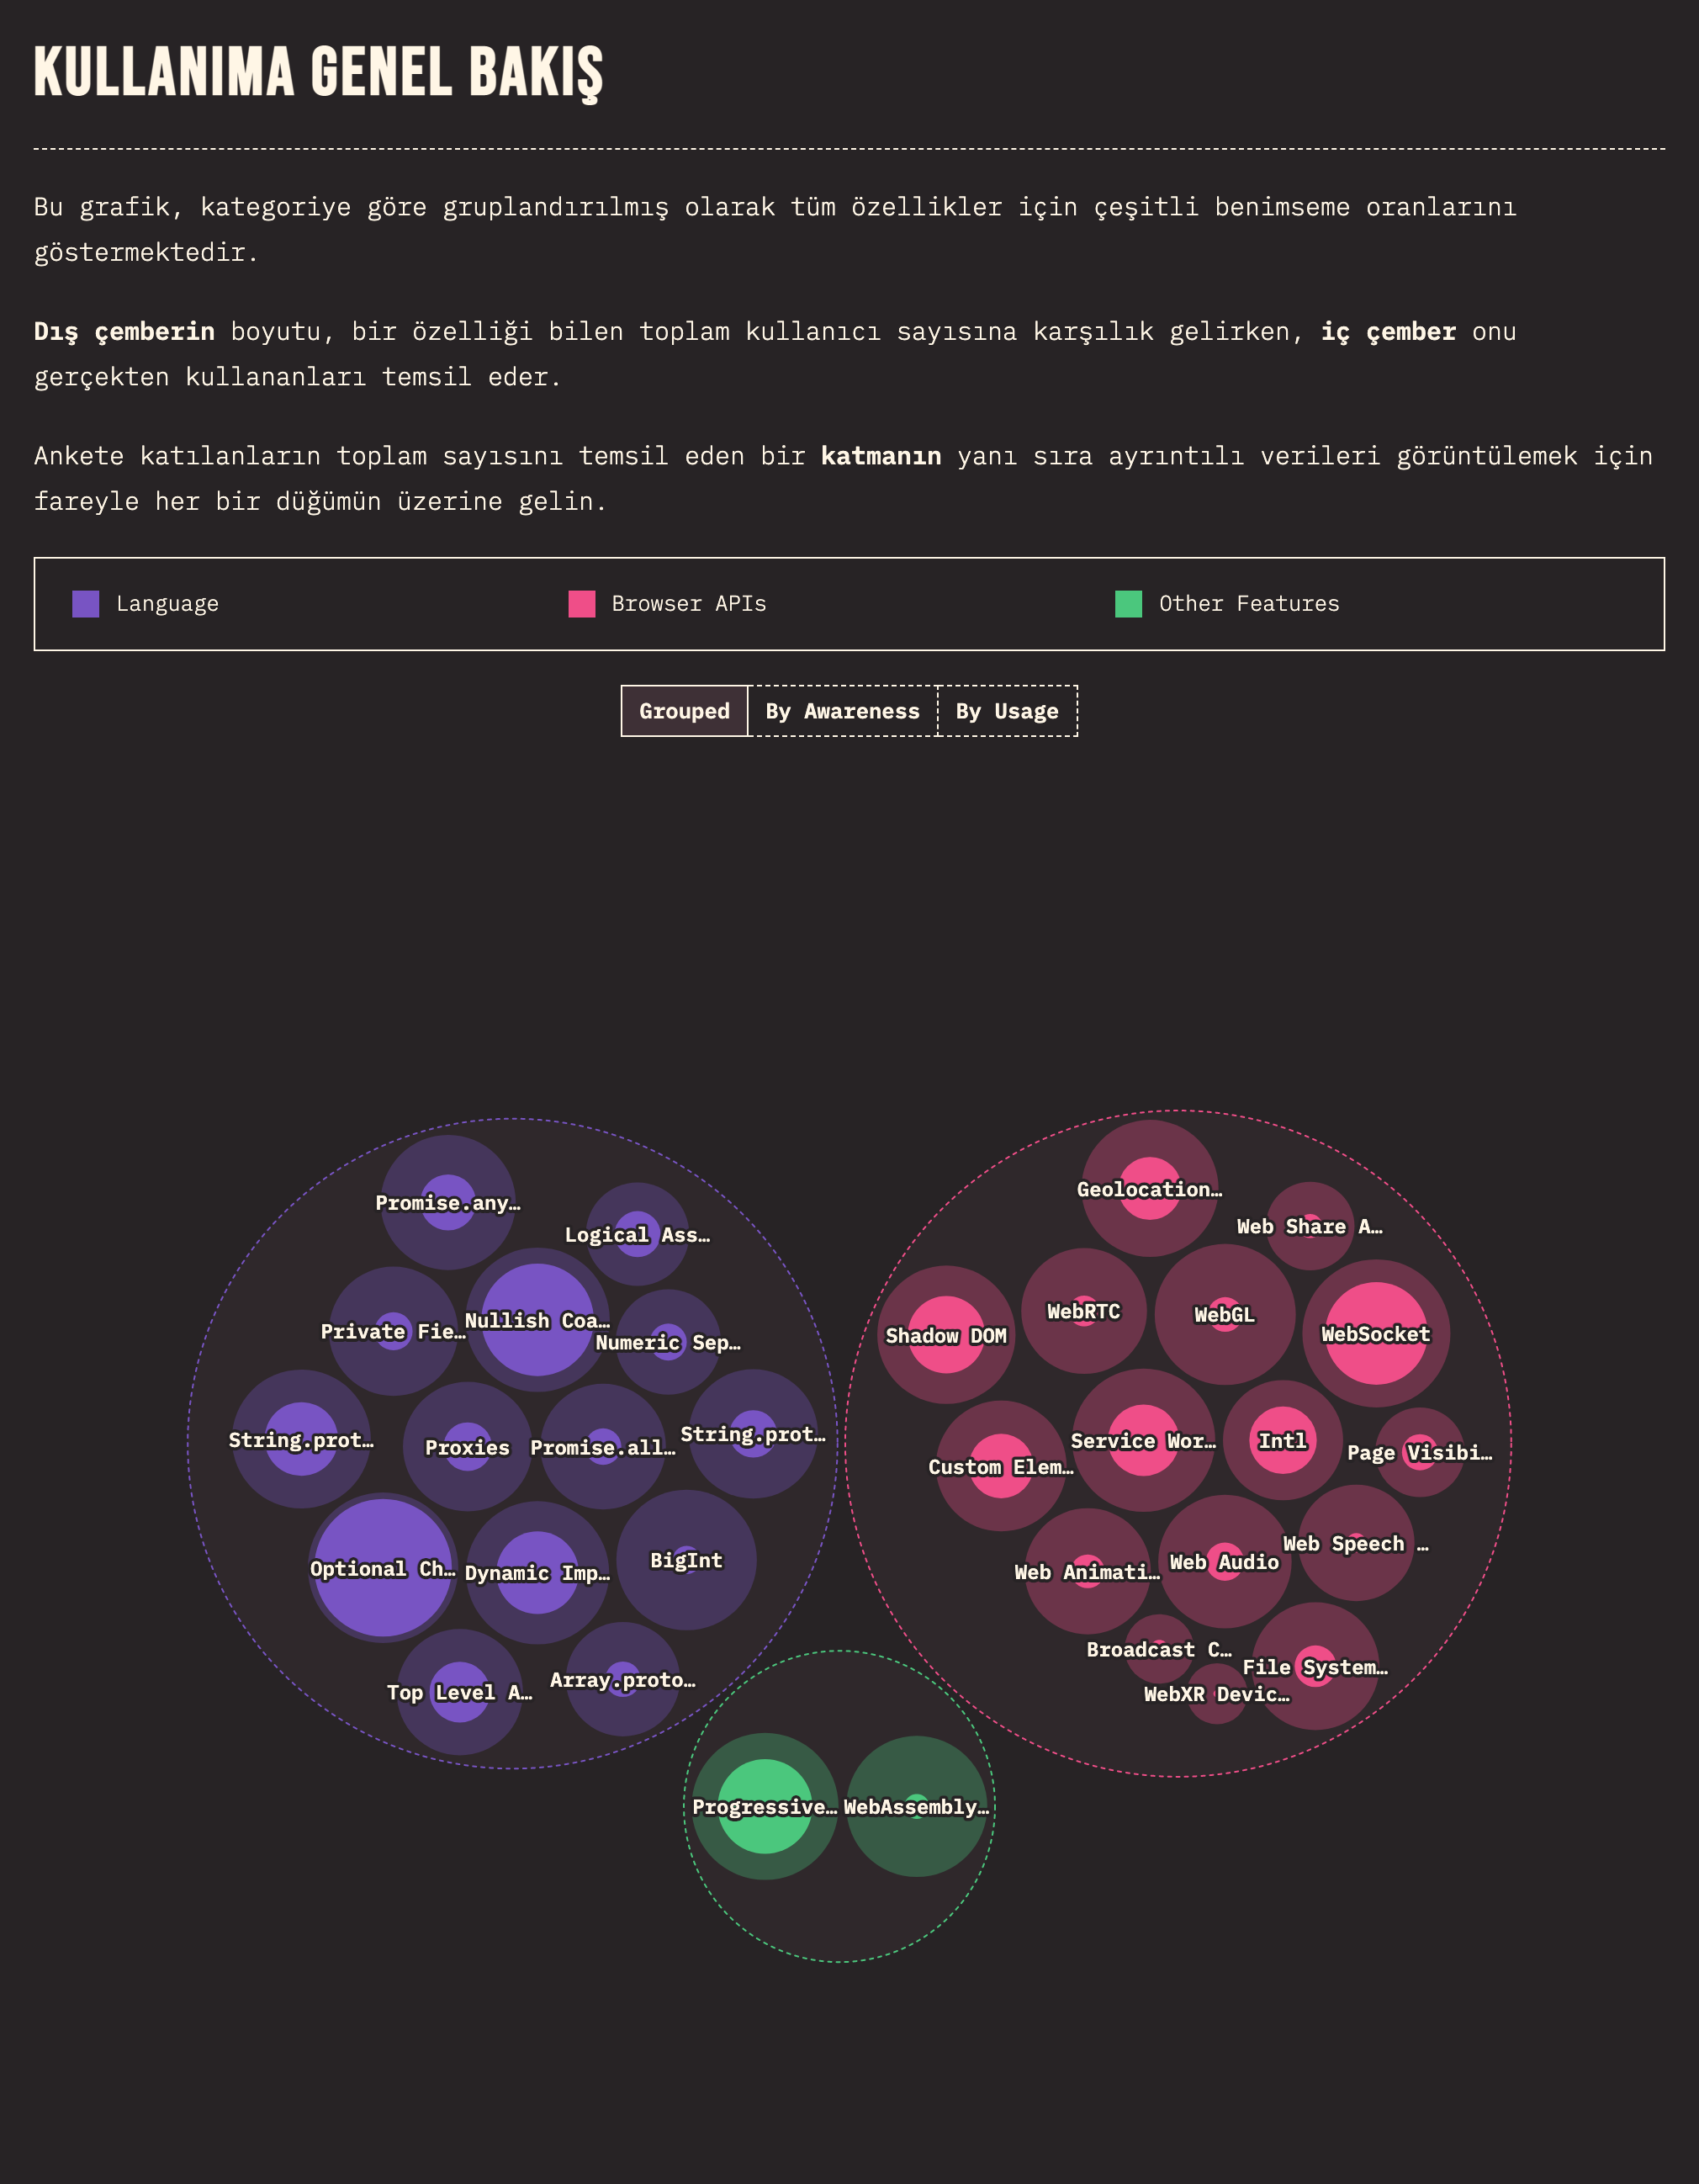 KULLANIMA GENEL BAKIŞ
Bu grafik, kategoriye göre gruplandırılmış olarak tüm özellikler için çeşitli benimseme oranlarını
göstermektedir.
Dış çemberin boyutu, bir özelliği bilen toplam kullanıcı sayısına karşılık gelirken, iç çember onu
gerçekten kullananları temsil eder.
Ankete katılanların toplam sayısını temsil eden bir katmanın yanı sıra ayrıntılı verileri görüntülemek için
fareyle her bir düğümün üzerine gelin.
Language
Browser APIs
Other Features
Grouped
By Awareness
By Usage
Promise.any…
Logical Ass…
Private Fie…
Nullish Coa…
Numeric Sep…
String.prot…
Proxies
Promise.all…
String.prot…
Optional Ch…
Dynamic Imp…
BigInt
Top Level A…
Array.proto…
Geolocation…
Web Share A…
Shadow DOM
WebRTC
WebGL
WebSocket
Custom Elem…
Service Wor…
Intl
Page Visibi…
Web Animati…
Web Audio
Web Speech …
Broadcast C…
File System…
WebXR Devic…
Progressive…
WebAssembly…